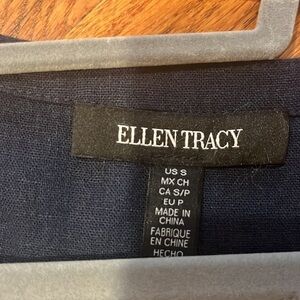 ELLEN TRACY
US S
MX CH
CA S/P
EU P
MADE IN
CHINA
FABRIQUE
EN CHINE
HECHO